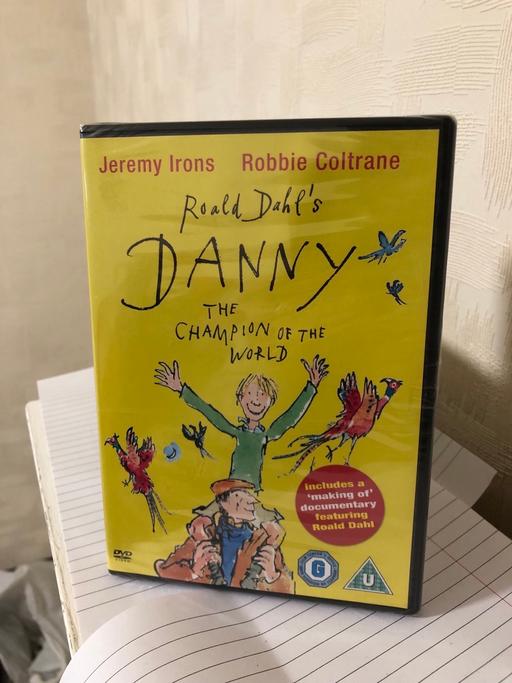 Jeremy Irons Robbie Coltrane
Roald Dahl's
DANNY
THE
CHAMPION OF THE
WORLD
includes a
'making of'
documentary
featuring
Roald Dahl
DVD
VIDEO
G
U